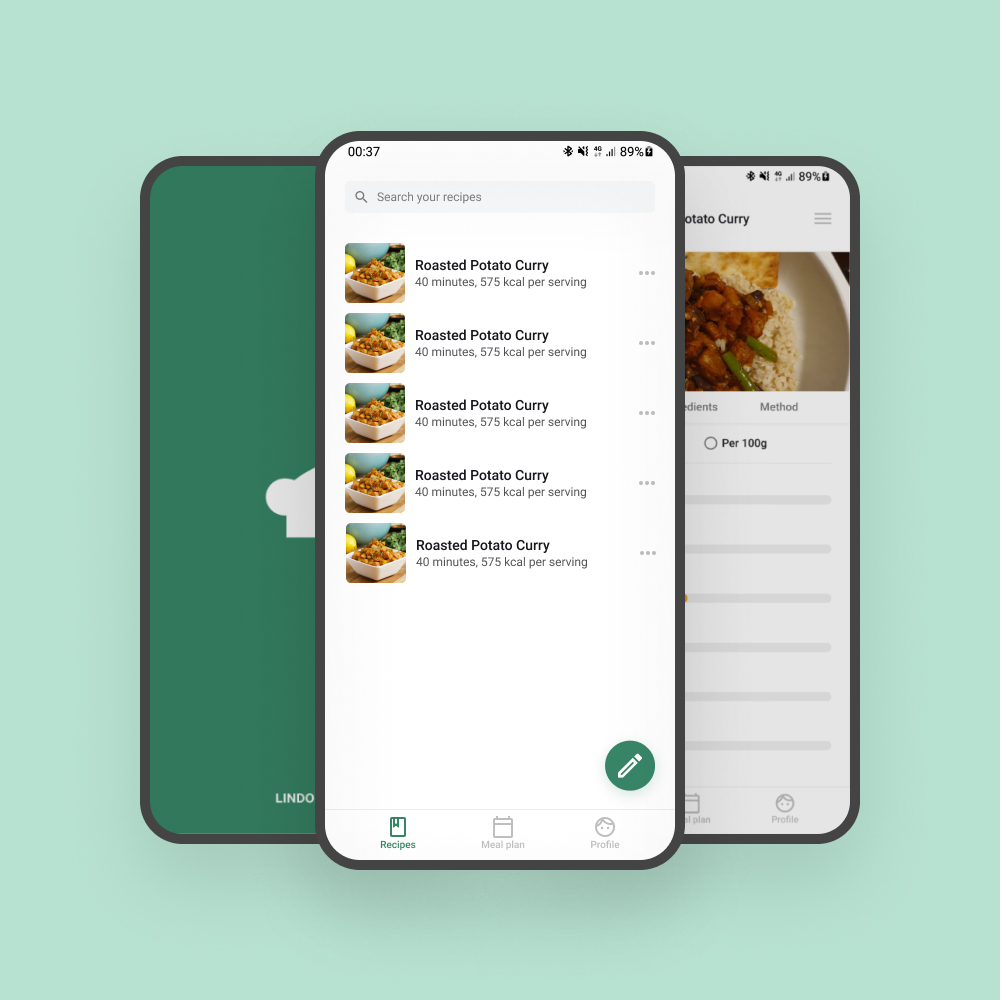 00:37
4G
89%
Search your recipes
Roasted Potato Curry
40 minutes, 575 kcal per serving
Roasted Potato Curry
40 minutes, 575 kcal per serving
Roasted Potato Curry
40 minutes, 575 kcal per serving
Roasted Potato Curry
40 minutes, 575 kcal per serving
Roasted Potato Curry
40 minutes, 575 kcal per serving
Recipes
Meal plan
Profile
LINDO
4G
89%
otato Curry
edients
Method
Per 100g
al plan
Profile